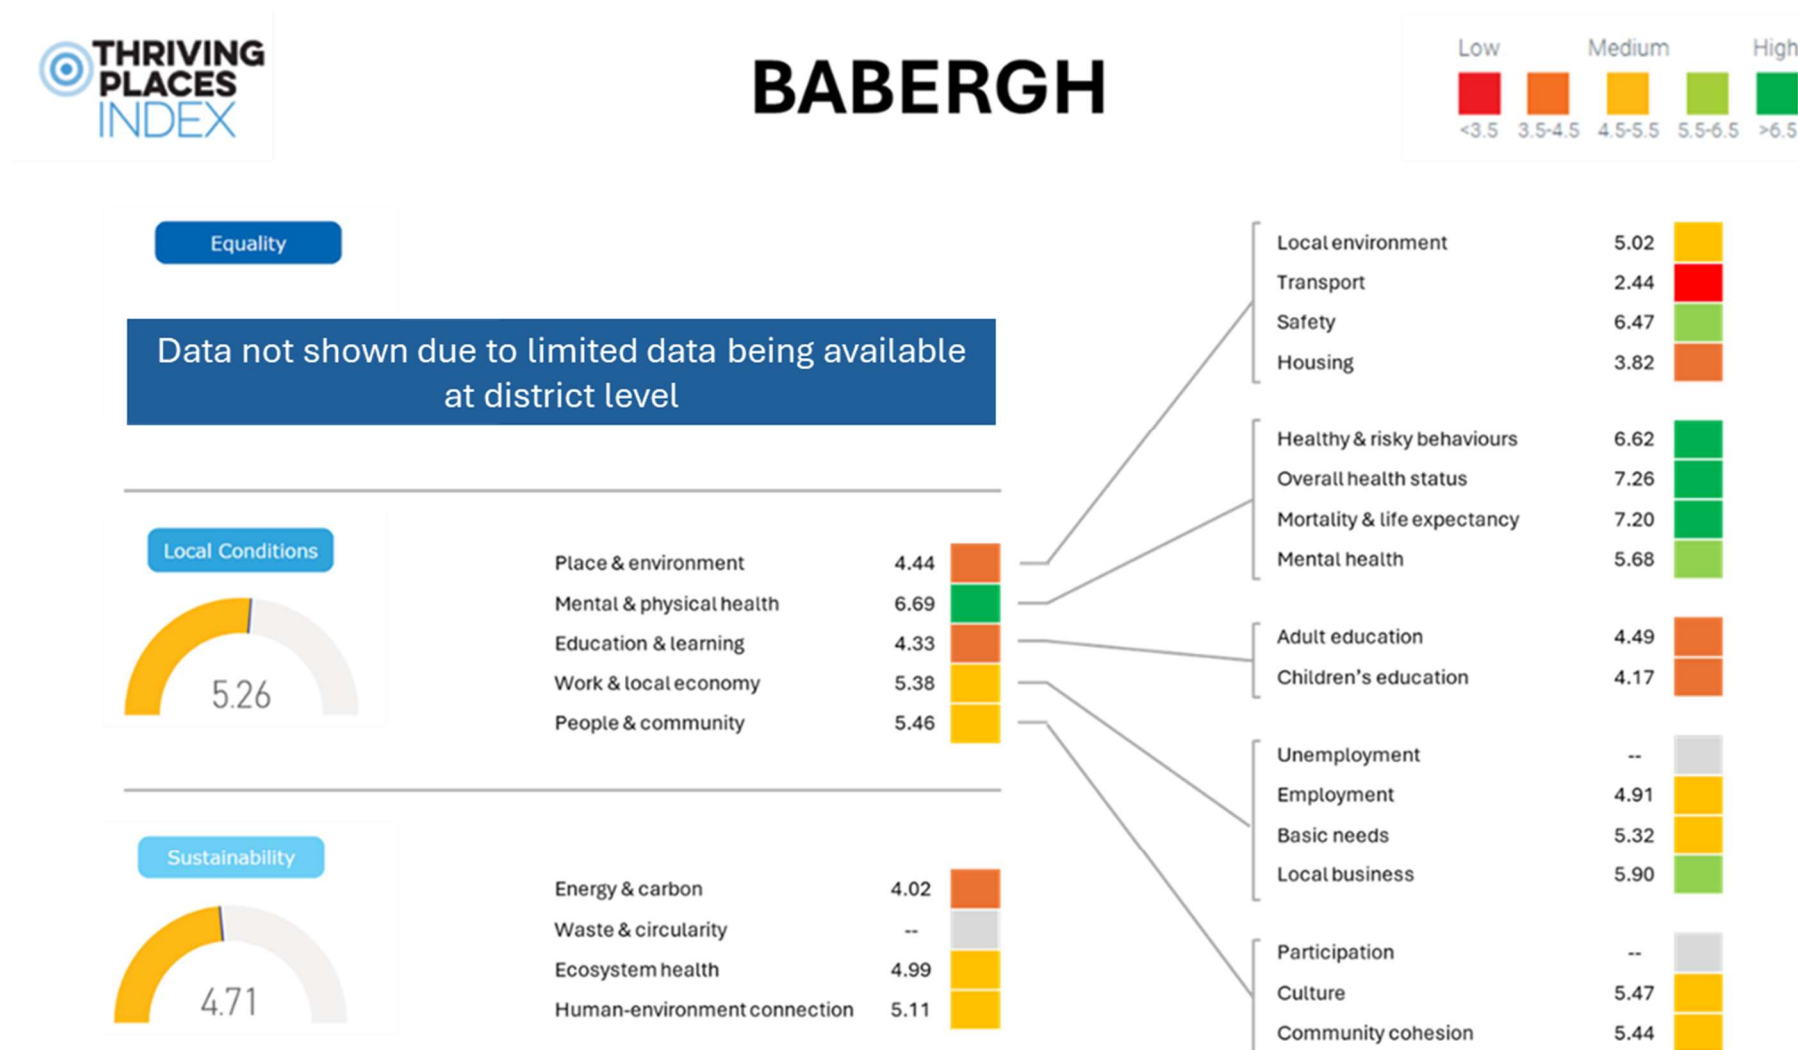 THRIVING
PLACES
INDEX
BABERGH
Low Medium High
<3.5 3.5-4.5 4.5-5.5 5.5-6.5 >6.5
Equality
Data not shown due to limited data being available
at district level
Local Conditions
5.26
Place & environment 4.44
Mental & physical health 6.69
Education & learning 4.33
Work & local economy 5.38
People & community 5.46
Sustainability
4.71
Energy & carbon 4.02
Waste & circularity --
Ecosystem health 4.99
Human-environment connection 5.11
Local environment 5.02
Transport 2.44
Safety 6.47
Housing 3.82
Healthy & risky behaviours 6.62
Overall health status 7.26
Mortality & life expectancy 7.20
Mental health 5.68
Adult education 4.49
Children's education 4.17
Unemployment --
Employment 4.91
Basic needs 5.32
Local business 5.90
Participation --
Culture 5.47
Community cohesion 5.44